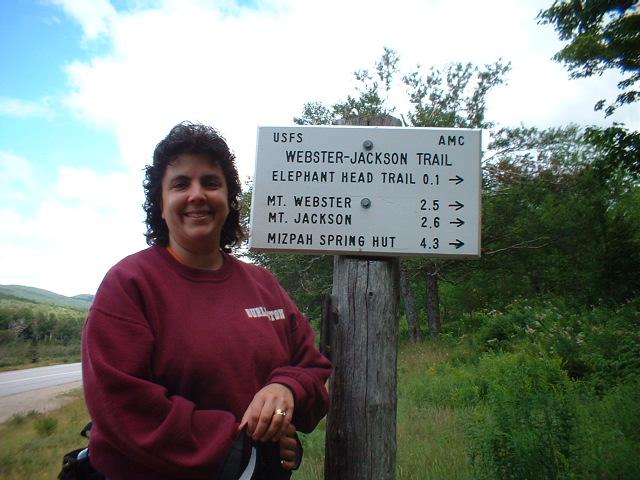 USFS AMC
WEBSTER-JACKSON TRAIL
ELEPHANT HEAD TRAIL 0.1 →
MT. WEBSTER 2.5 →
MT. JACKSON 2.6 →
MIZPAH SPRING HUT 4.3 →